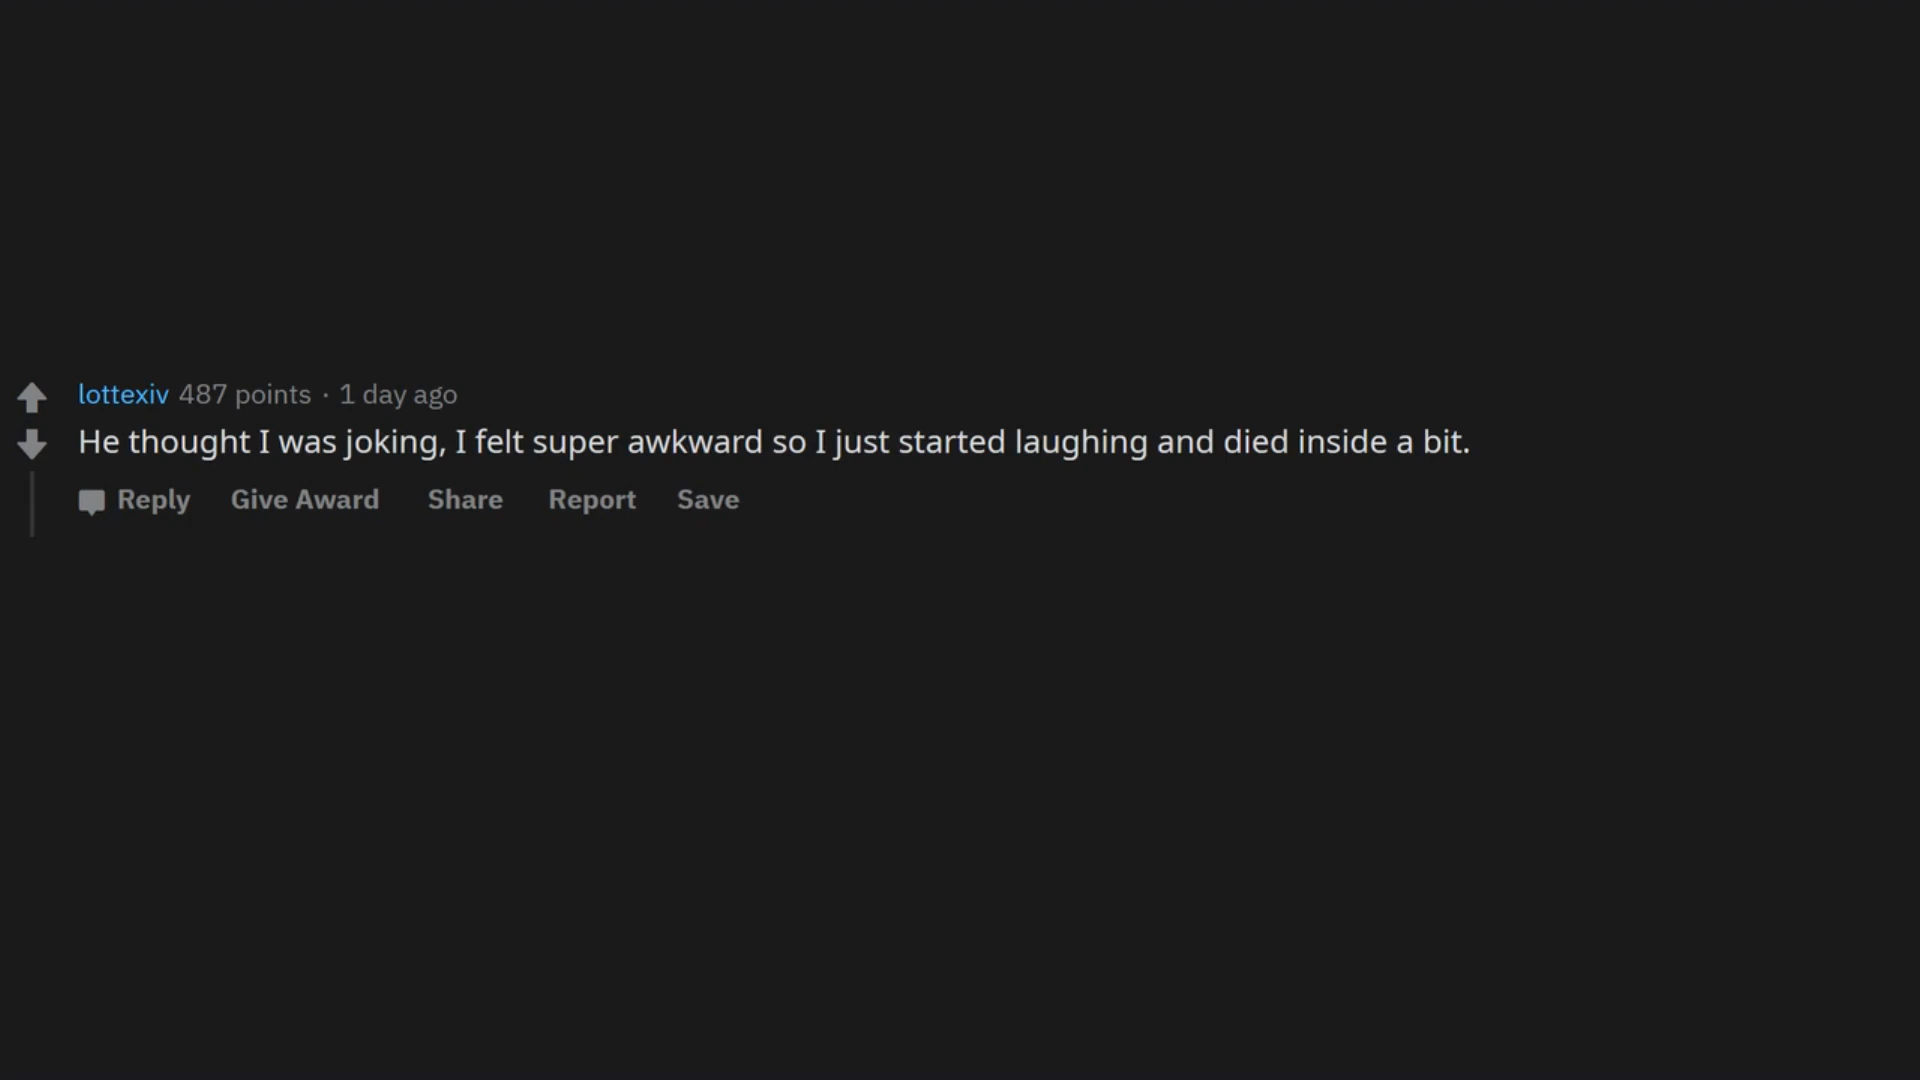 lottexiv 487 points · 1 day ago
He thought I was joking, I felt super awkward so I just started laughing and died inside a bit.
Reply Give Award Share Report Save